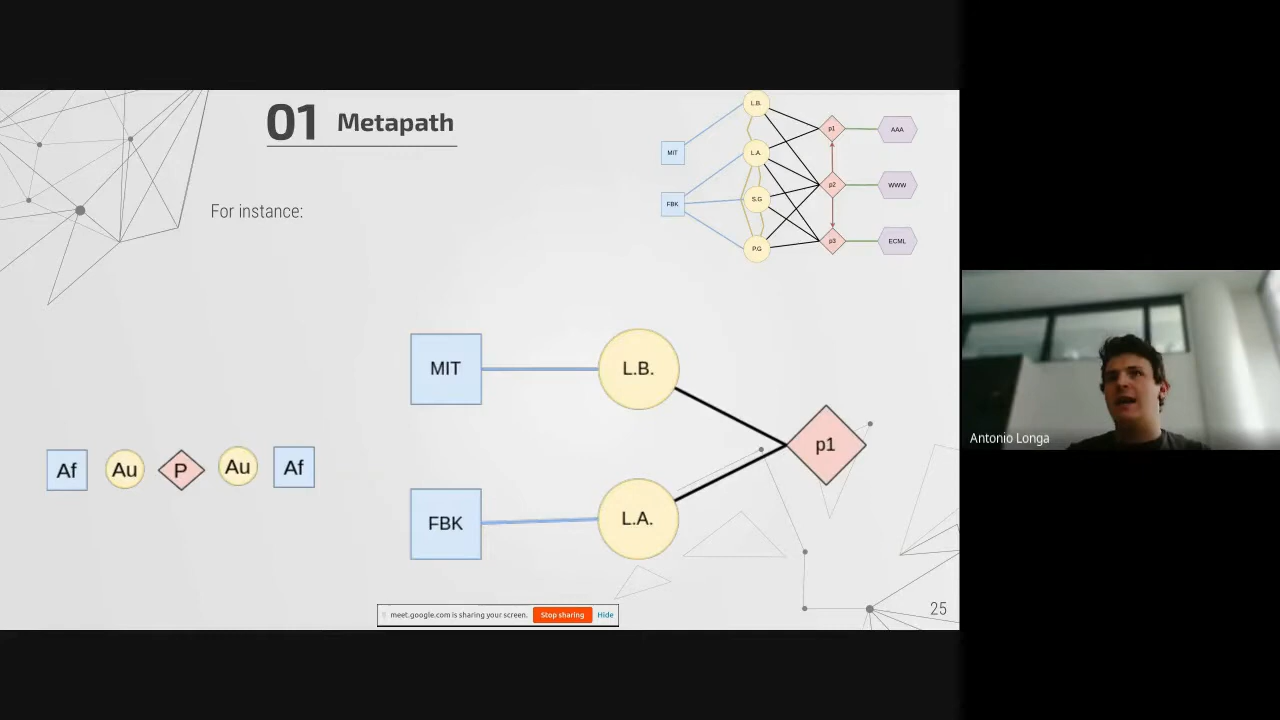 01 Metapath
For instance:
L.B.
MIT
L.A.
FBK
S.G
P.G
p1
p2
p3
AAA
WWW
ECML
MIT
L.B.
p1
FBK
L.A.
Af Au P Au Af
Antonio Longa
meet.google.com is sharing your screen. Stop sharing Hide
25